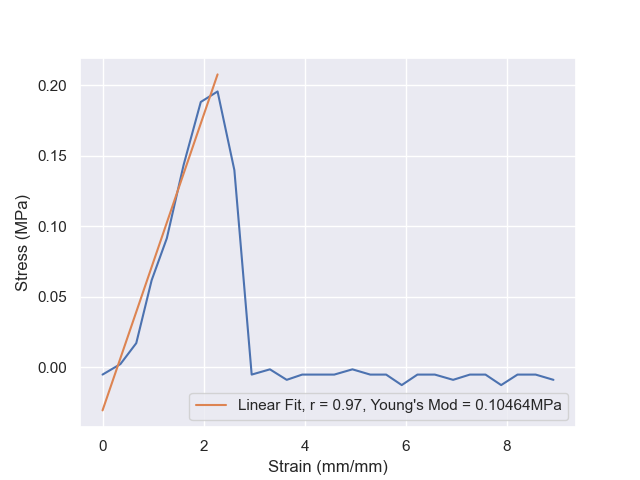 0.20
0.15
0.10
0.05
0.00
Stress (MPa)
Linear Fit, r = 0.97, Young's Mod = 0.10464MPa
0 2 4 6 8
Strain (mm/mm)